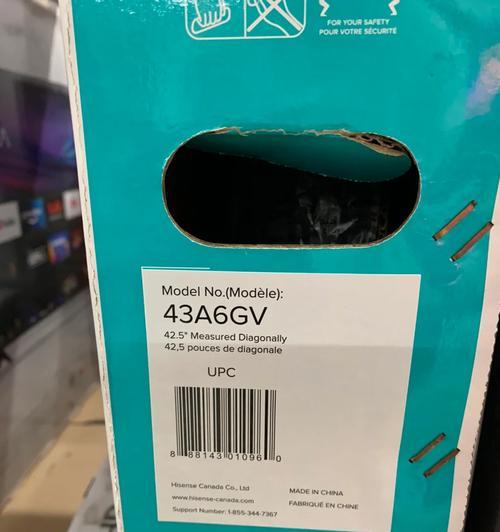 FOR YOUR SAFETY
POUR VOTRE SÉCURITÉ
Model No.(Modèle):
43A6GV
42.5" Measured Diagonally
42,5 pouces de diagonale
UPC
8 88143 01096 0
Hisense Canada Co., Ltd
MADE IN CHINA
www.hisense-canada.com
FABRIQUÉ EN CHINE
Support Number: 1-855-344-7367